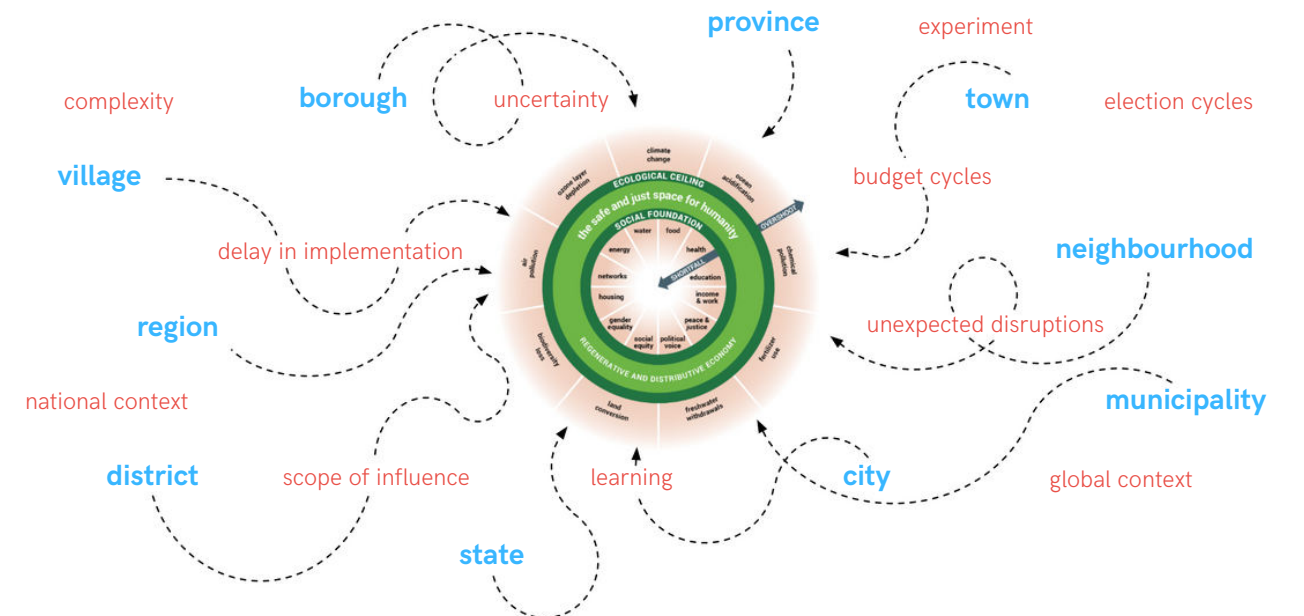 province
experiment
borough
uncertainty
town
election cycles
complexity
village
budget cycles
delay in implementation
neighbourhood
region
unexpected disruptions
national context
municipality
district
scope of influence
learning
city
global context
state
climate
change
ozone layer
depletion
ocean
acidification
air
pollution
chemical
pollution
biodiversity
loss
fertilizer
use
land
conversion
freshwater
withdrawals
ECOLOGICAL CEILING
the safe and just space for humanity
SOCIAL FOUNDATION
OVERSHOOT
SHORTFALL
water
food
energy
health
networks
education
housing
income
& work
gender
equality
peace &
justice
social
equity
political
voice
REGENERATIVE AND DISTRIBUTIVE ECONOMY